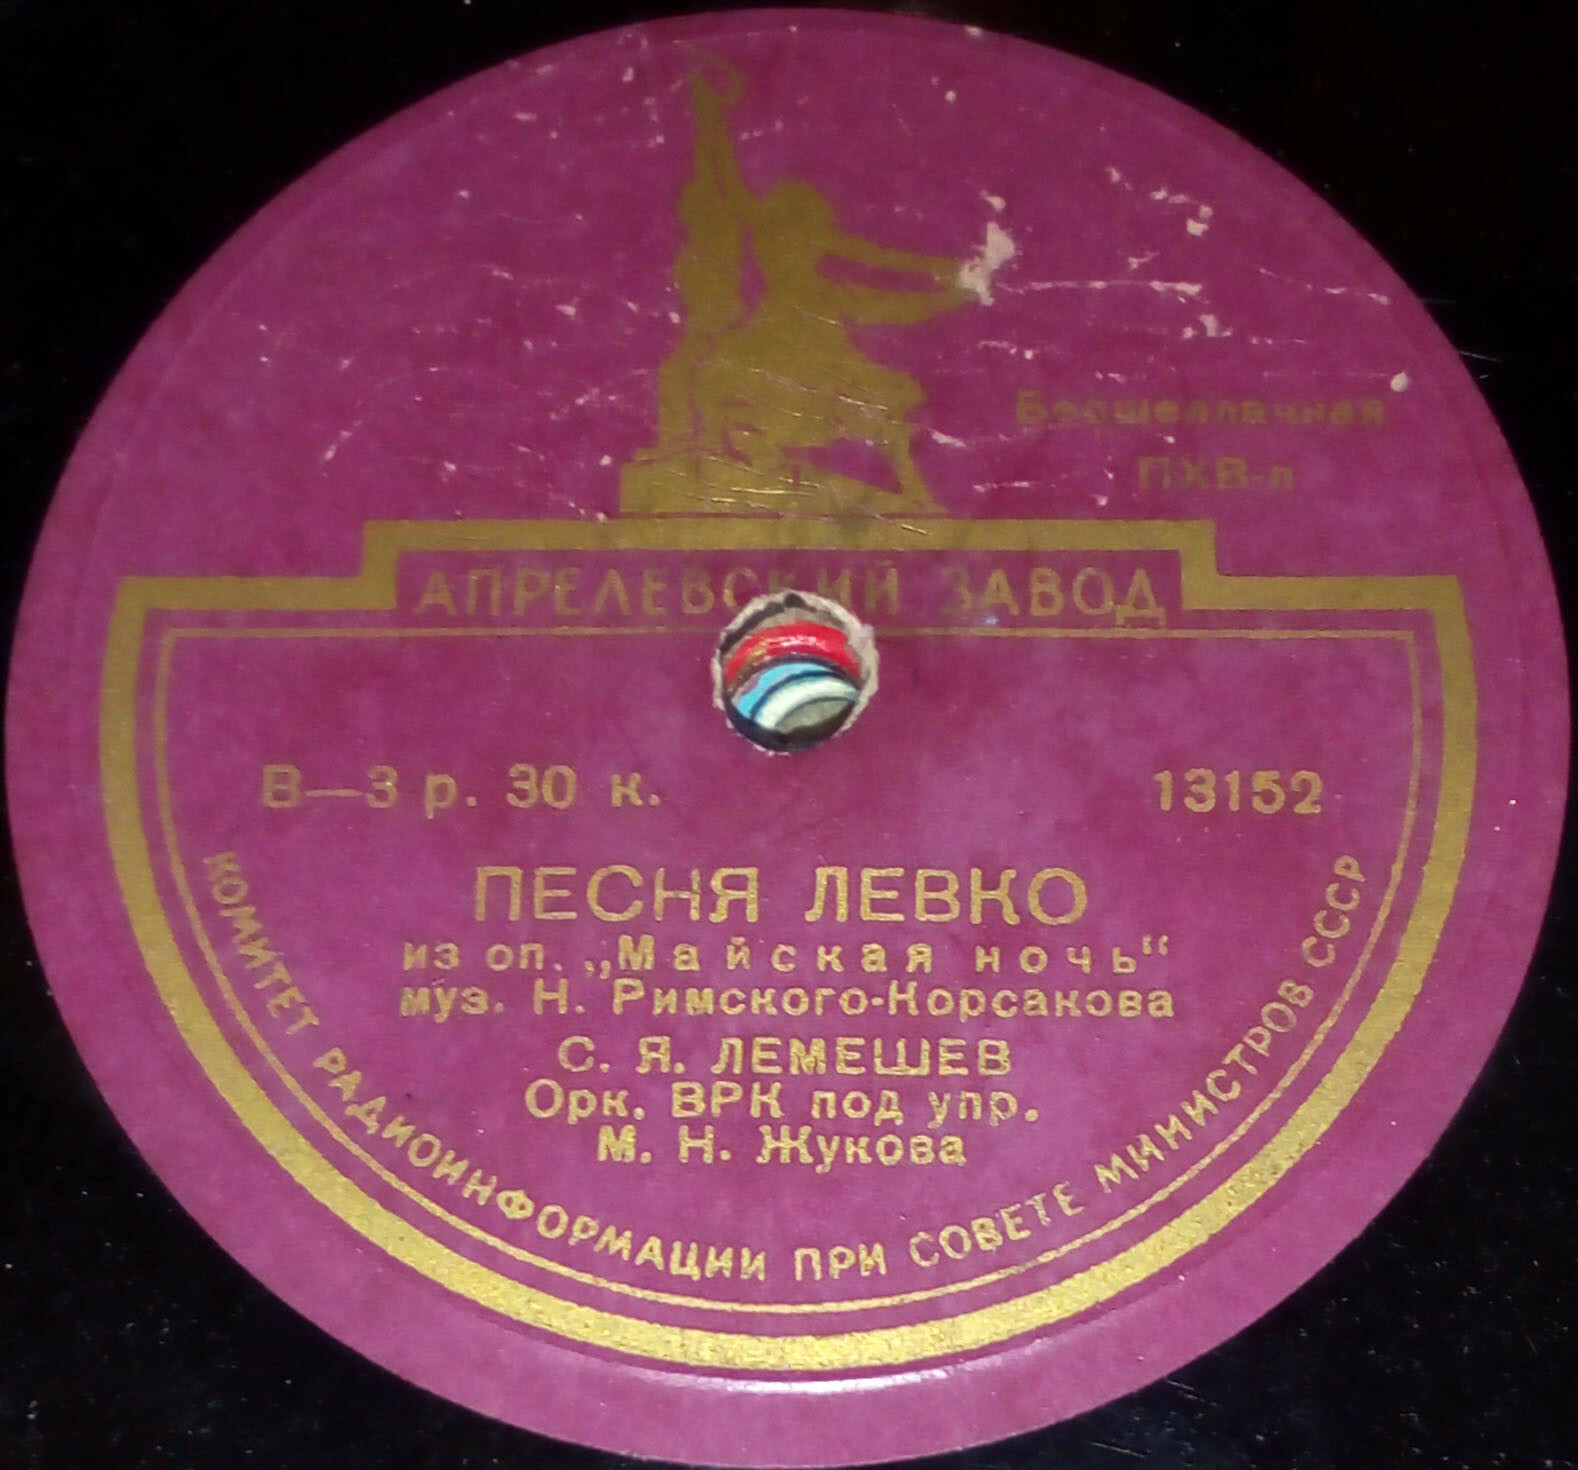 Бесшеллачная
ПХВ-л
АПРЕЛЕВСКИЙ ЗАВОД
В—3 р. 30 к.
13152
ПЕСНЯ ЛЕВКО
из оп. „Майская ночь“
муз. Н. Римского-Корсакова
С. Я. ЛЕМЕШЕВ
Орк. ВРК под упр.
М. Н. Жукова
КОМИТЕТ РАДИОИНФОРМАЦИИ ПРИ СОВЕТЕ МИНИСТРОВ СССР